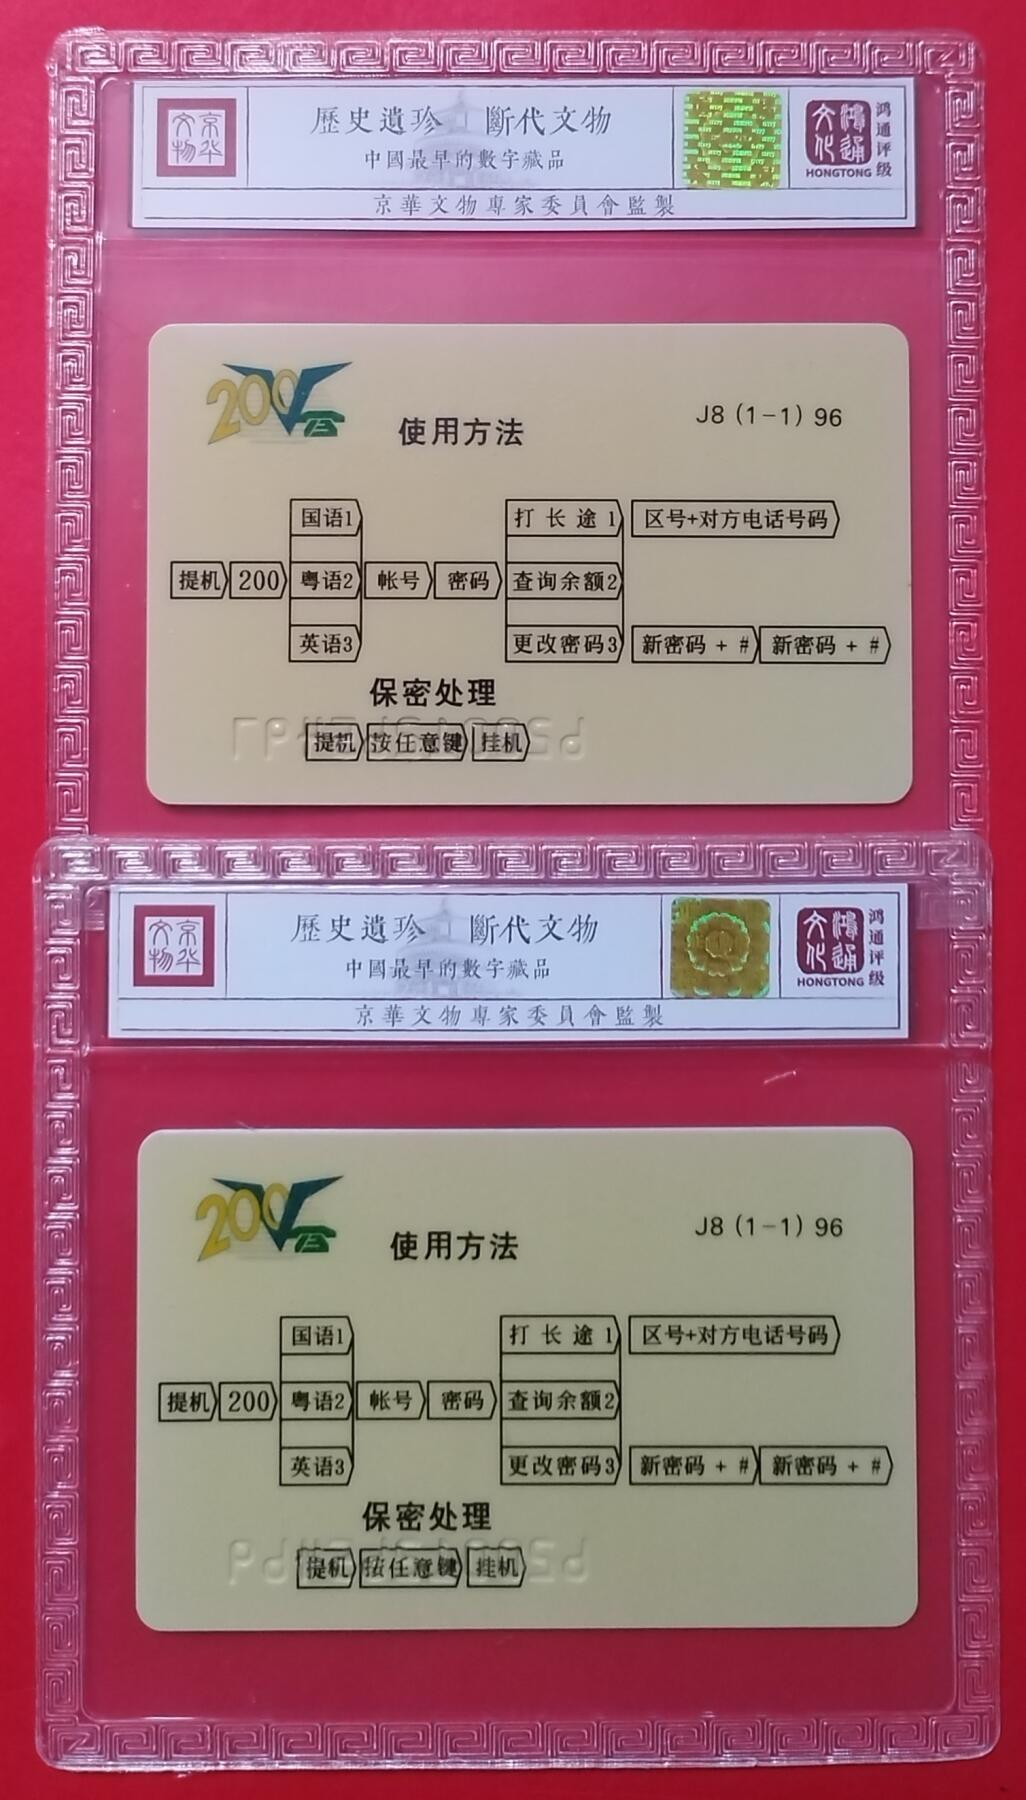 京华文物
歷史遺珍 斷代文物
中國最早的數字藏品
京華文物專家委員會監製
鸿通文化
HONGTONG
鸿通评级
200
使用方法
J8 (1-1) 96
国语1
打 长 途 1
区号+对方电话号码
提机
200
粤语2
帐号
密码
查询余额2
英语3
更改密码3
新密码 + #
新密码 + #
保密处理
提机
按任意键
挂机
京华文物
歷史遺珍 斷代文物
中國最早的數字藏品
京華文物專家委員會監製
鸿通文化
HONGTONG
鸿通评级
200
使用方法
J8 (1-1) 96
国语1
打 长 途 1
区号+对方电话号码
提机
200
粤语2
帐号
密码
查询余额2
英语3
更改密码3
新密码 + #
新密码 + #
保密处理
提机
按任意键
挂机